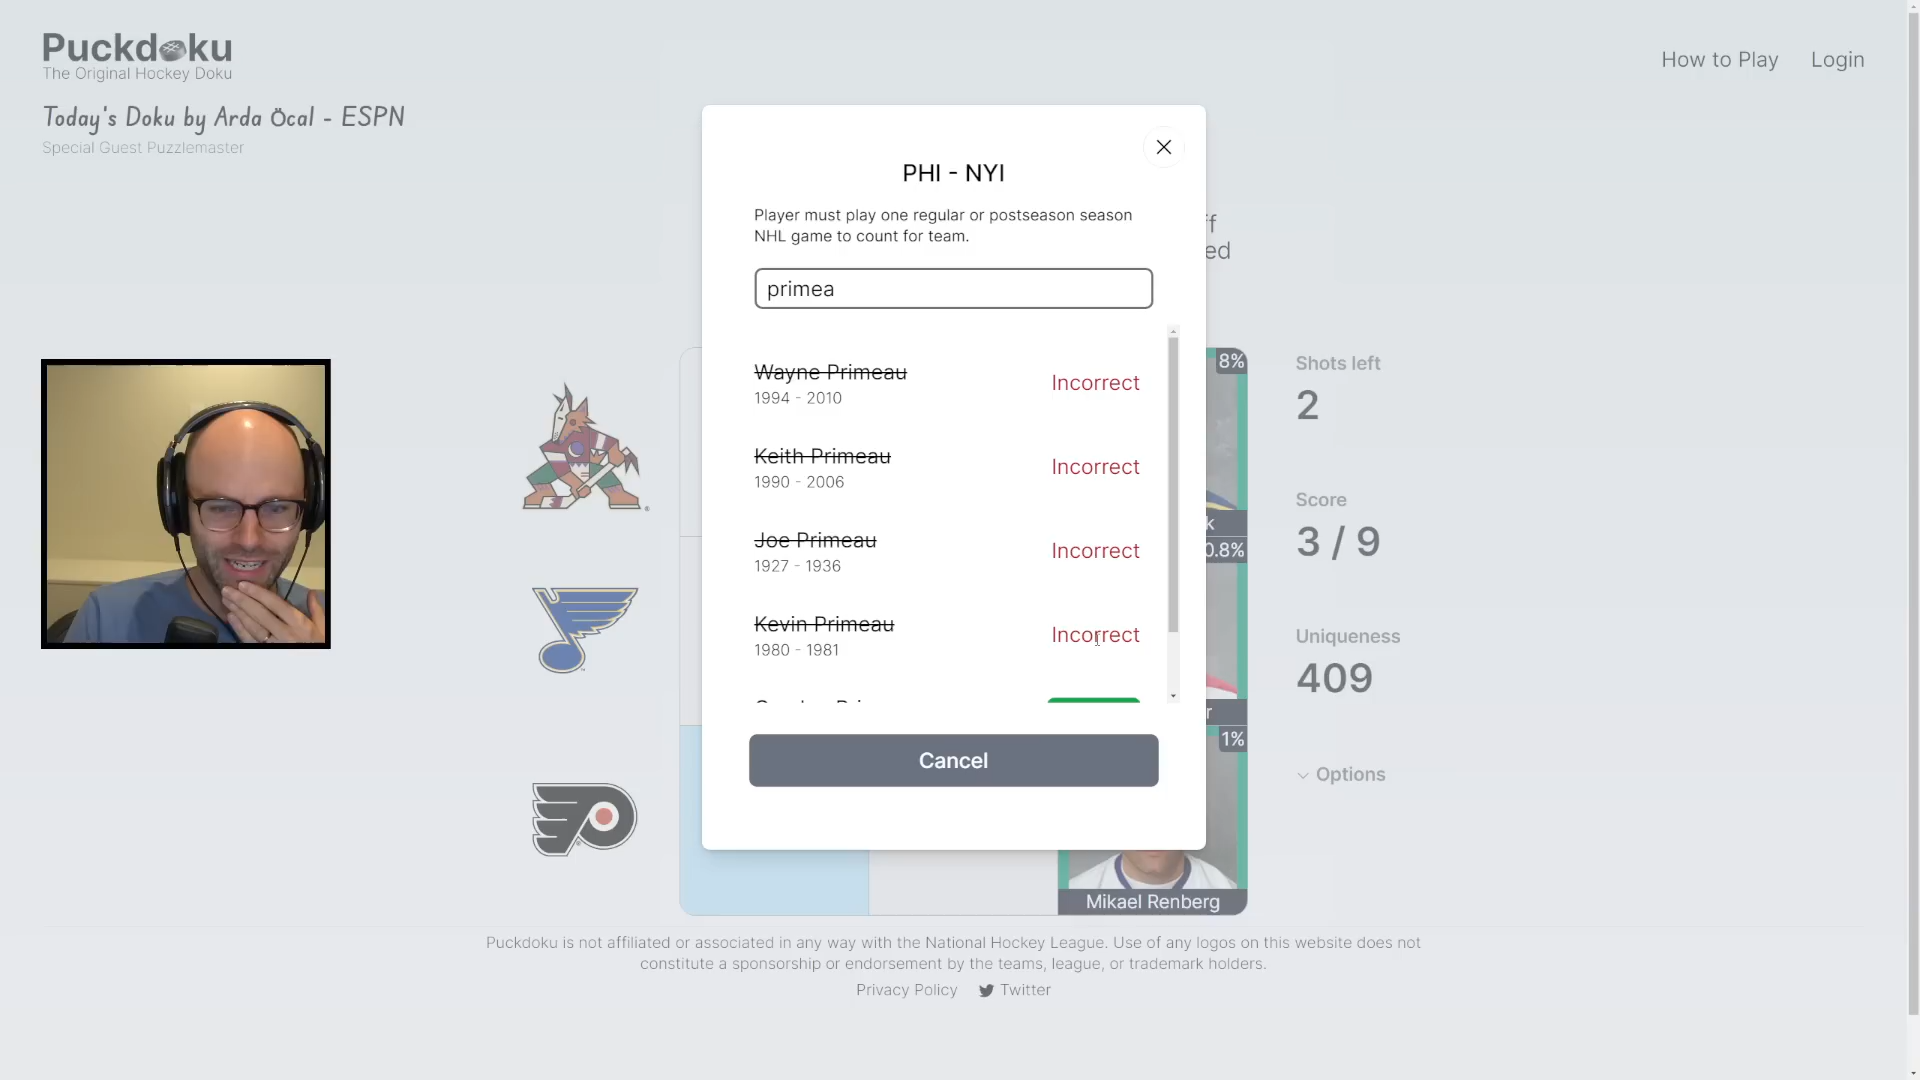 Puckdoku
The Original Hockey Doku
How to Play
Login
Today's Doku by Arda Öcal - ESPN
Special Guest Puzzlemaster
PHI - NYI
Player must play one regular or postseason season
NHL game to count for team.
primea
Wayne Primeau
1994 - 2010
Incorrect
Keith Primeau
1990 - 2006
Incorrect
Joe Primeau
1927 - 1936
Incorrect
Kevin Primeau
1980 - 1981
Incorrect
Cancel
ff
ed
8%
k
0.8%
r
1%
Mikael Renberg
Shots left
2
Score
3 / 9
Uniqueness
409
Options
Puckdoku is not affiliated or associated in any way with the National Hockey League. Use of any logos on this website does not
constitute a sponsorship or endorsement by the teams, league, or trademark holders.
Privacy Policy
Twitter